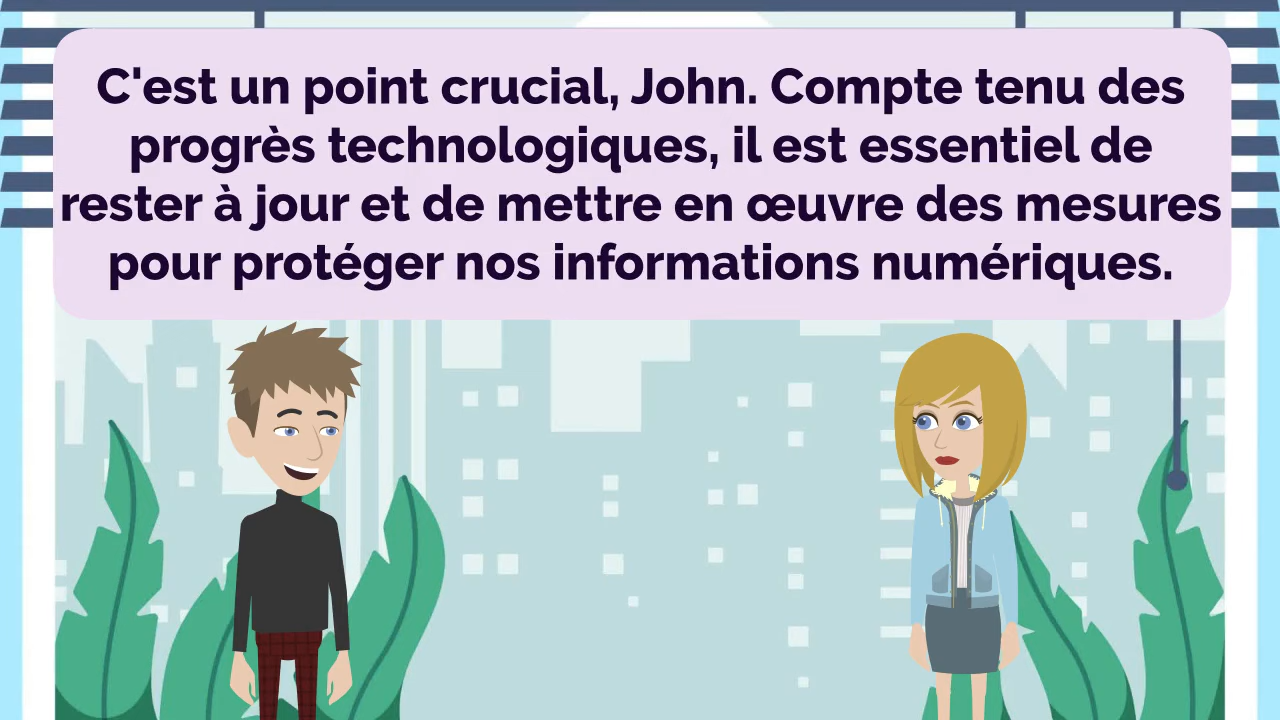 C'est un point crucial, John. Compte tenu des
progrès technologiques, il est essentiel de
rester à jour et de mettre en œuvre des mesures
pour protéger nos informations numériques.